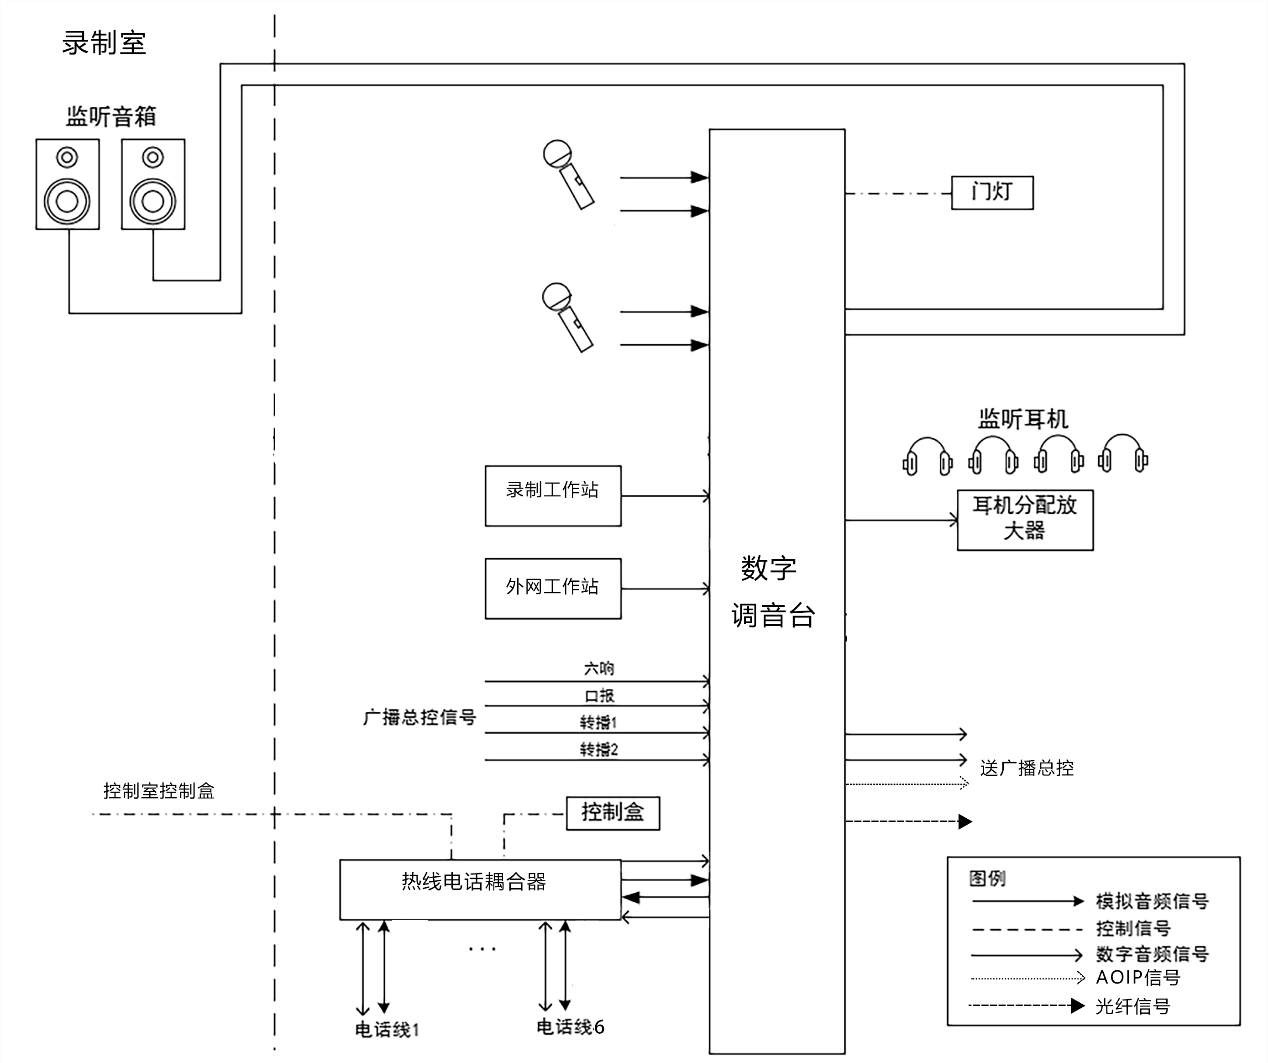 录制室
监听音箱
门灯
监听耳机
耳机分配放
大器
录制工作站
外网工作站
数字
调音台
六响
口报
广播总控信号
转播1
转播2
送广播总控
控制室控制盒
控制盒
热线电话耦合器
...
电话线1
电话线6
图例
模拟音频信号
控制信号
数字音频信号
AOIP信号
光纤信号